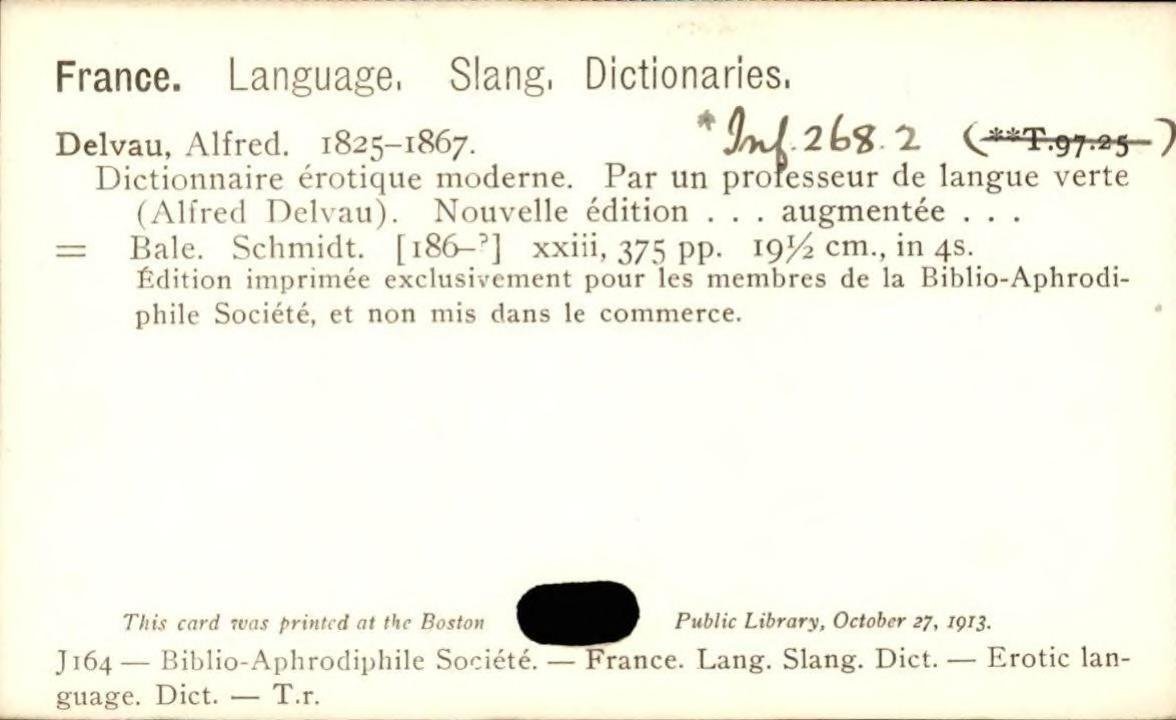 France. Language. Slang. Dictionaries.
*Inf.268.2 (**T.97.25)
Delvau, Alfred. 1825–1867.
Dictionnaire érotique moderne. Par un professeur de langue verte
(Alfred Delvau). Nouvelle édition . . . augmentée . . .
= Bale. Schmidt. [186–?] xxiii, 375 pp. 19½ cm., in 4s.
Édition imprimée exclusivement pour les membres de la Biblio-Aphrodi-
phile Société, et non mis dans le commerce.
This card was printed at the Boston Public Library, October 27, 1913.
J164 — Biblio-Aphrodiphile Société. — France. Lang. Slang. Dict. — Erotic lan-
guage. Dict. — T.r.